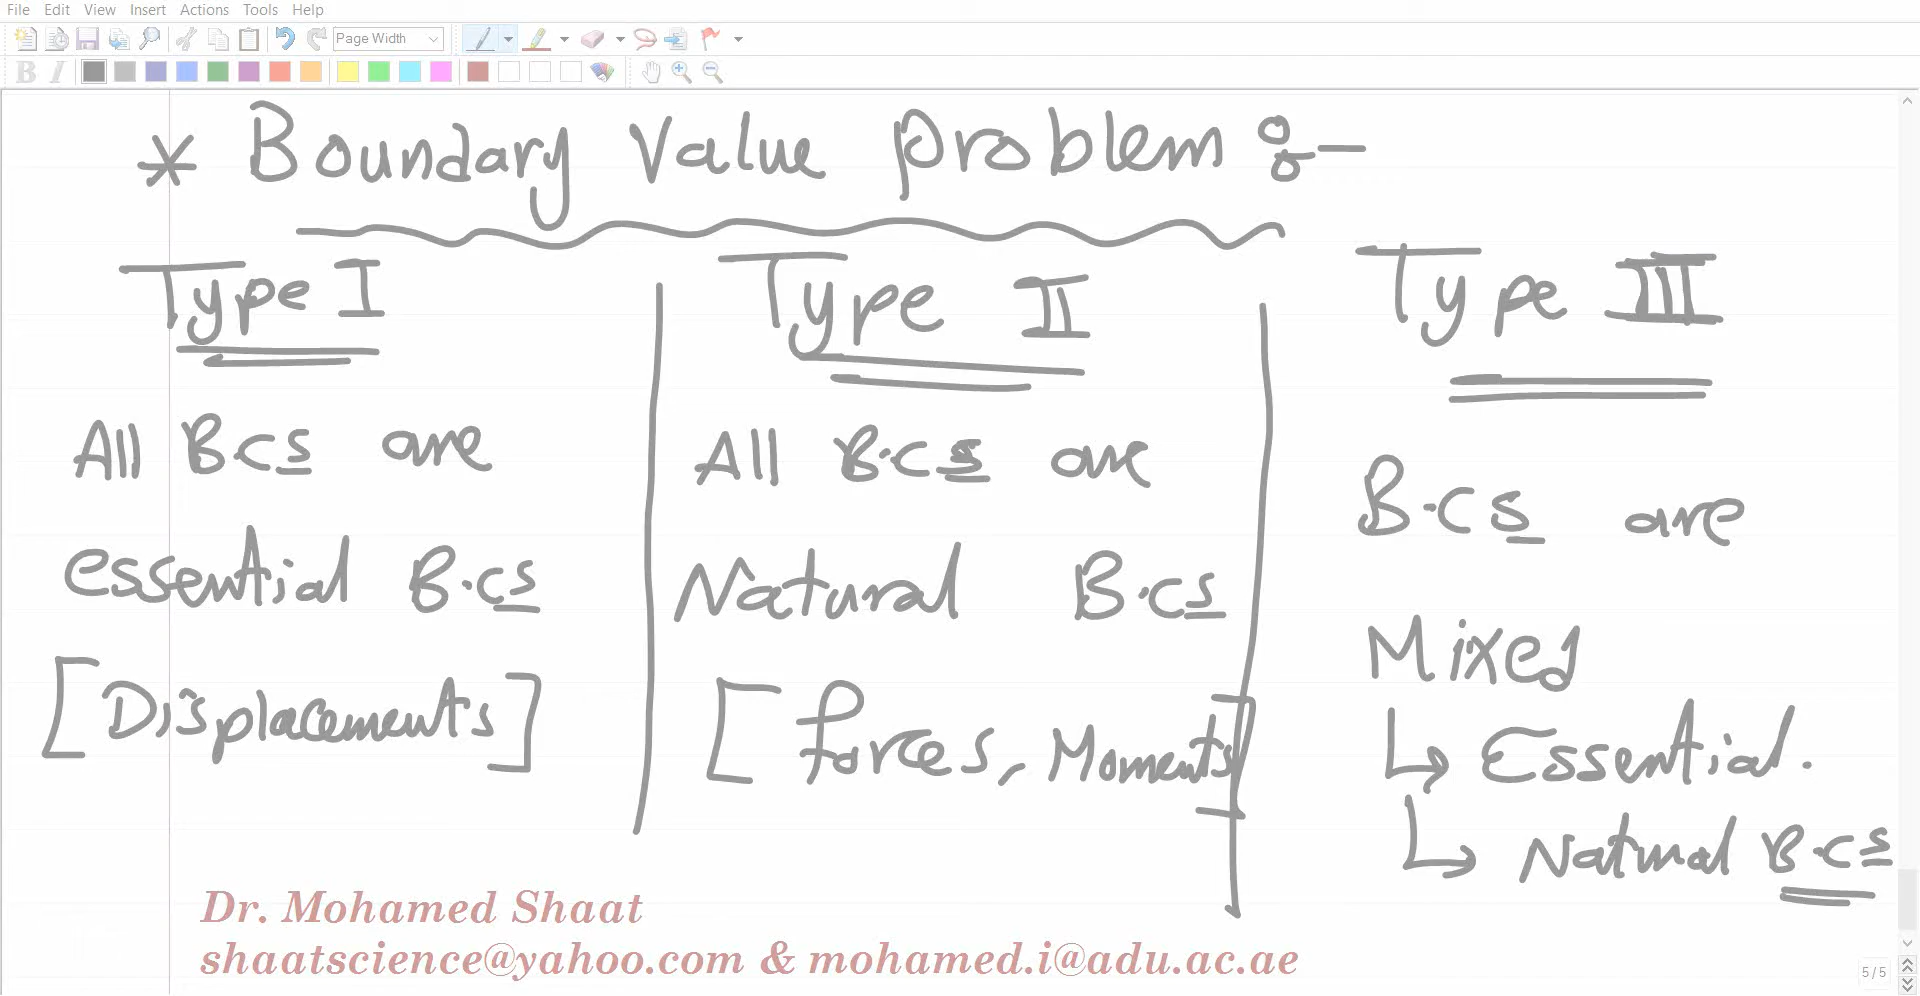 File Edit View Insert Actions Tools Help
Page Width
B I
* Boundary Value Problem :-
Type I
All B.Cs are
essential B.Cs
[Displacements]
Type II
All B.Cs are
Natural B.Cs
[forces, Moments]
Type III
B.Cs are
Mixed
↳ Essential.
↳ Natural B.Cs
Dr. Mohamed Shaat
shaatscience@yahoo.com & mohamed.i@adu.ac.ae
5/5